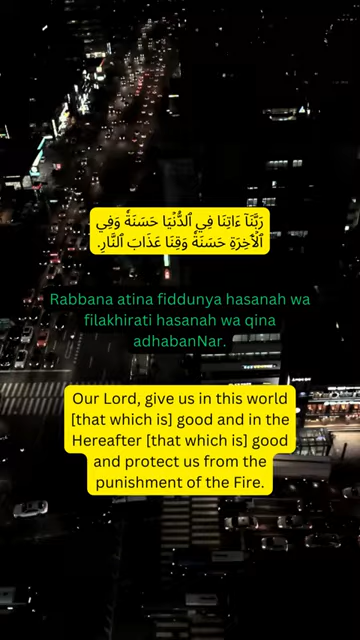 رَبَّنَآ ءَاتِنَا فِي ٱلدُّنْيَا حَسَنَةً وَفِي
ٱلْآخِرَةِ حَسَنَةً وَقِنَا عَذَابَ ٱلنَّارِ.
Rabbana atina fiddunya hasanah wa
filakhirati hasanah wa qina
adhabanNar.
Our Lord, give us in this world
[that which is] good and in the
Hereafter [that which is] good
and protect us from the
punishment of the Fire.